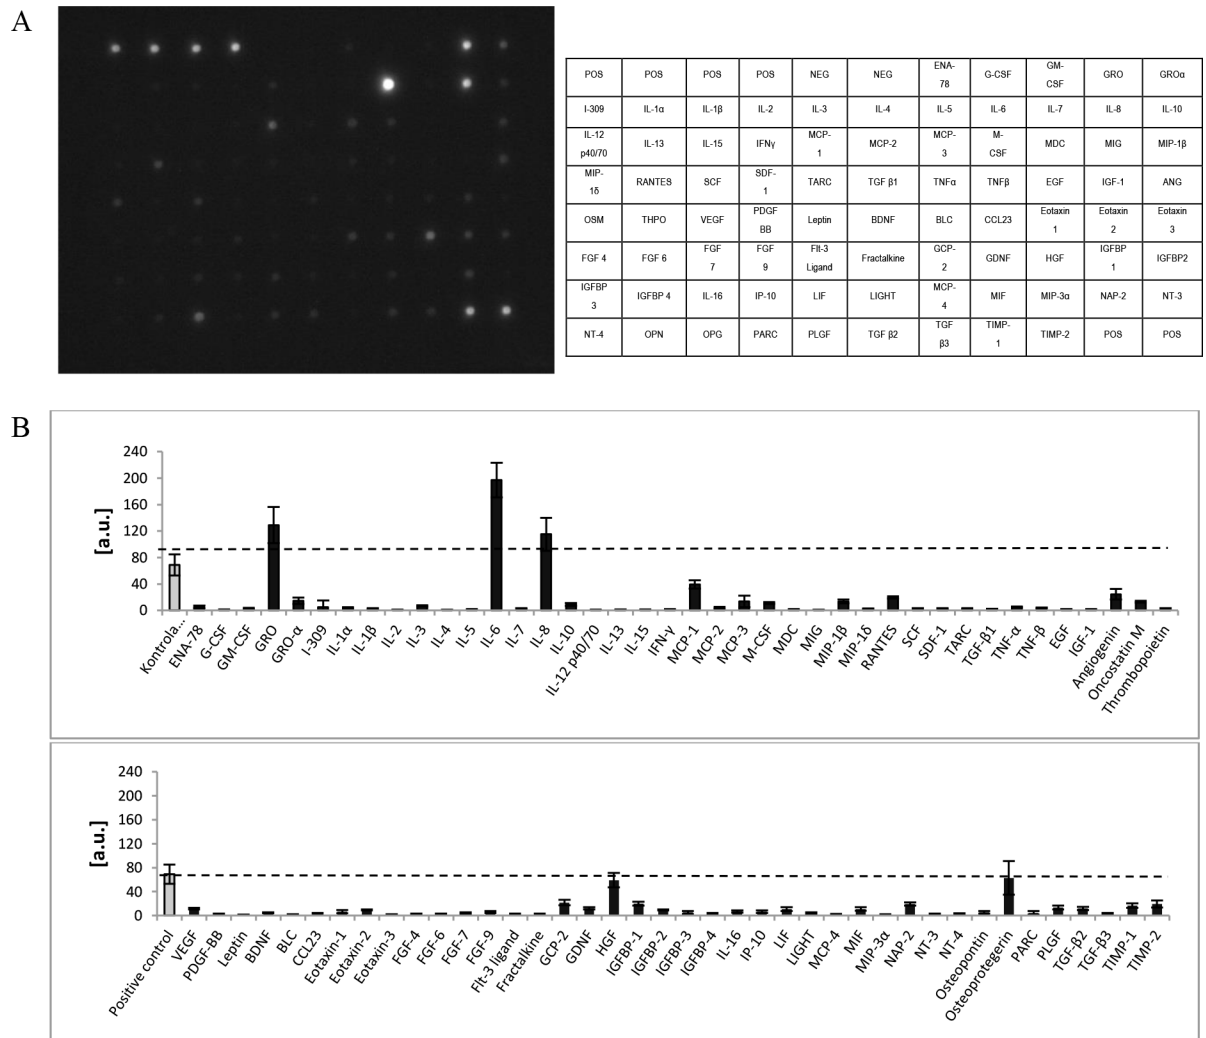 A
POS POS POS POS NEG NEG ENA-78 G-CSF GM-CSF GRO GROα
I-309 IL-1α IL-1β IL-2 IL-3 IL-4 IL-5 IL-6 IL-7 IL-8 IL-10
IL-12 p40/70 IL-13 IL-15 IFNγ MCP-1 MCP-2 MCP-3 M-CSF MDC MIG MIP-1β
MIP-1δ RANTES SCF SDF-1 TARC TGF β1 TNFα TNFβ EGF IGF-1 ANG
OSM THPO VEGF PDGF BB Leptin BDNF BLC CCL23 Eotaxin 1 Eotaxin 2 Eotaxin 3
FGF 4 FGF 6 FGF 7 FGF 9 Flt-3 Ligand Fractalkine GCP-2 GDNF HGF IGFBP 1 IGFBP2
IGFBP 3 IGFBP 4 IL-16 IP-10 LIF LIGHT MCP-4 MIF MIP-3α NAP-2 NT-3
NT-4 OPN OPG PARC PLGF TGF β2 TGF β3 TIMP-1 TIMP-2 POS POS
B
[a.u.]
240
200
160
120
80
40
0
Kontrola...
ENA-78
G-CSF
GM-CSF
GRO
GRO-α
I-309
IL-1α
IL-1β
IL-2
IL-3
IL-4
IL-5
IL-6
IL-7
IL-8
IL-10
IL-12 p40/70
IL-13
IL-15
IFN-γ
MCP-1
MCP-2
MCP-3
M-CSF
MDC
MIG
MIP-1β
MIP-1δ
RANTES
SCF
SDF-1
TARC
TGF-β1
TNF-α
TNF-β
EGF
IGF-1
Angiogenin
Oncostatin M
Thrombopoietin
[a.u.]
240
200
160
120
80
40
0
Positive control
VEGF
PDGF-BB
Leptin
BDNF
BLC
CCL23
Eotaxin-1
Eotaxin-2
Eotaxin-3
FGF-4
FGF-6
FGF-7
FGF-9
Flt-3 ligand
Fractalkine
GCP-2
GDNF
HGF
IGFBP-1
IGFBP-2
IGFBP-3
IGFBP-4
IL-16
IP-10
LIF
LIGHT
MCP-4
MIF
MIP-3α
NAP-2
NT-3
NT-4
Osteopontin
Osteoprotegerin
PARC
PLGF
TGF-β2
TGF-β3
TIMP-1
TIMP-2